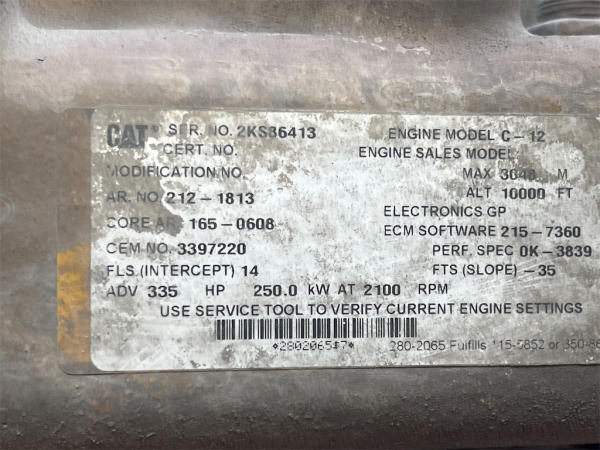 CAT SER. NO. 2KS86413 ENGINE MODEL C-12
CERT. NO. ENGINE SALES MODEL
MODIFICATION NO. MAX M
AR. NO. 212-1813 ALT 10000 FT
CORE AR. 165-0608 ELECTRONICS GP
OEM NO. 3397220 ECM SOFTWARE 215-7360
FLS (INTERCEPT) 14 PERF. SPEC 0K-3839
ADV 335 HP 250.0 kW AT 2100 RPM FTS (SLOPE) -35
USE SERVICE TOOL TO VERIFY CURRENT ENGINE SETTINGS
280-2065 Fulfills or